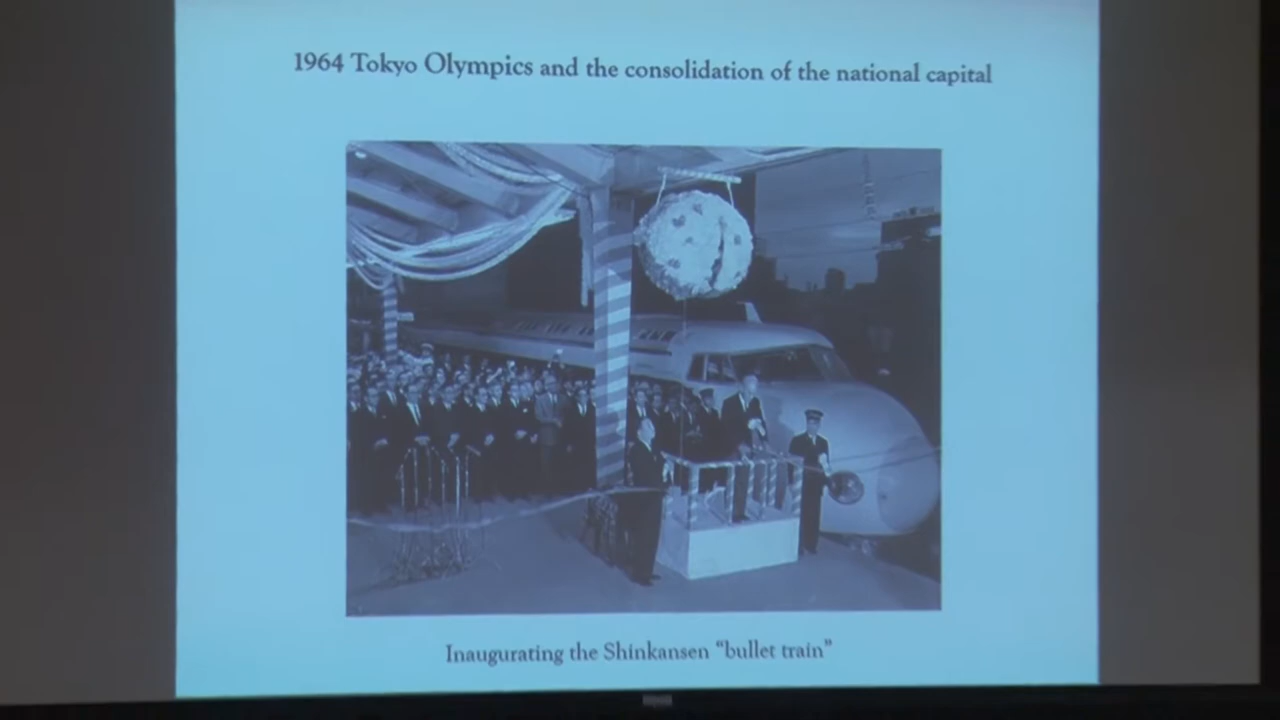 1964 Tokyo Olympics and the consolidation of the national capital
Inaugurating the Shinkansen “bullet train”